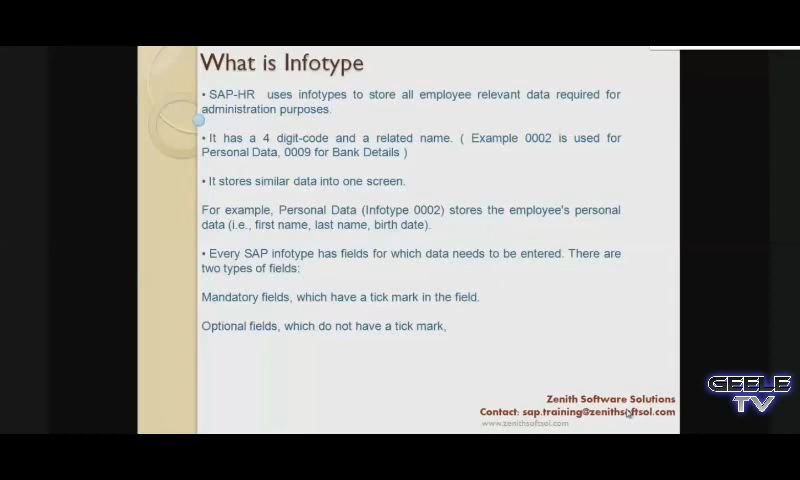 What is Infotype
• SAP-HR uses infotypes to store all employee relevant data required for
administration purposes.
• It has a 4 digit-code and a related name. ( Example 0002 is used for
Personal Data, 0009 for Bank Details )
• It stores similar data into one screen.
For example, Personal Data (Infotype 0002) stores the employee's personal
data (i.e., first name, last name, birth date).
• Every SAP infotype has fields for which data needs to be entered. There are
two types of fields:
Mandatory fields, which have a tick mark in the field.
Optional fields, which do not have a tick mark,
GEELE
TV
Zenith Software Solutions
Contact: sap.training@zenithsoftsol.com
www.zenithsoftsol.com